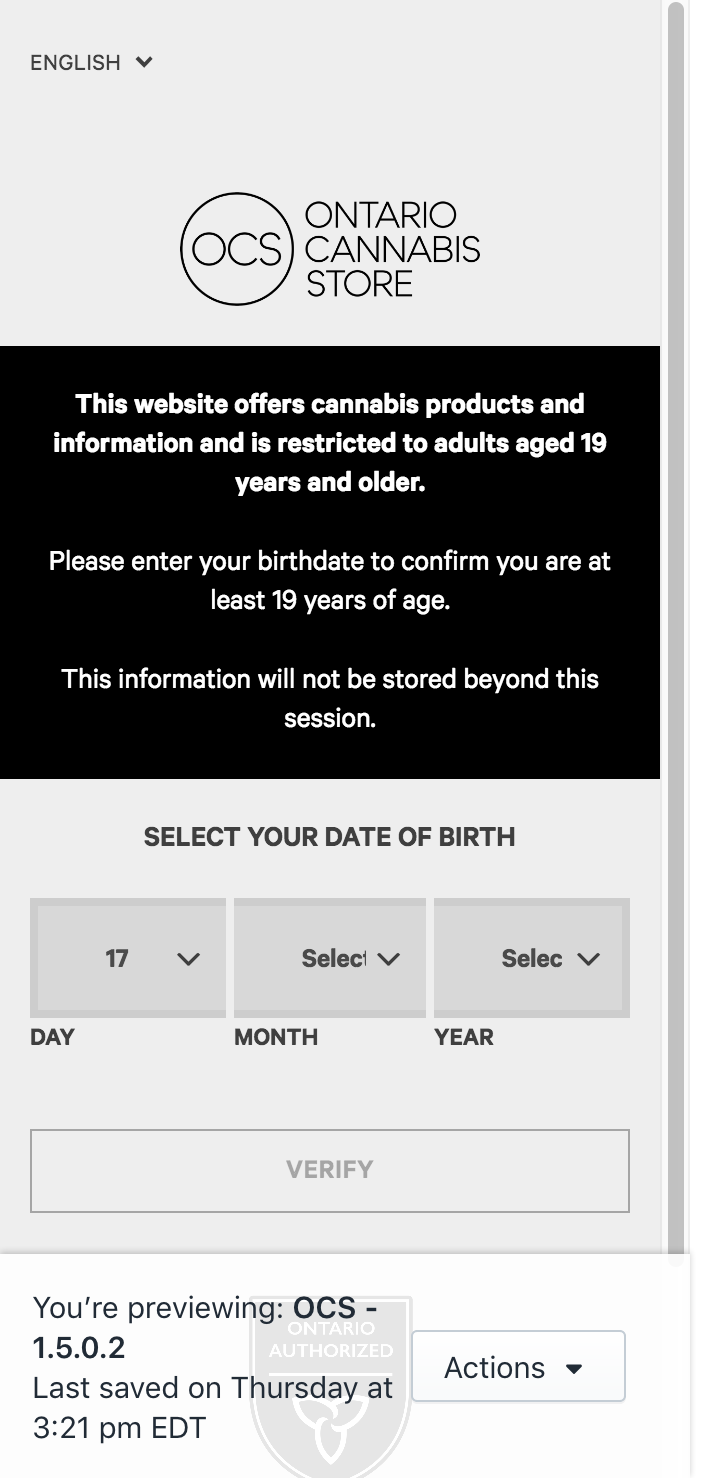 ENGLISH
OCS
ONTARIO
CANNABIS
STORE
This website offers cannabis products and
information and is restricted to adults aged 19
years and older.
Please enter your birthdate to confirm you are at
least 19 years of age.
This information will not be stored beyond this
session.
SELECT YOUR DATE OF BIRTH
17 Select Selec
DAY MONTH YEAR
VERIFY
You’re previewing: OCS -
1.5.0.2
Last saved on Thursday at
3:21 pm EDT
ONTARIO
AUTHORIZED
Actions